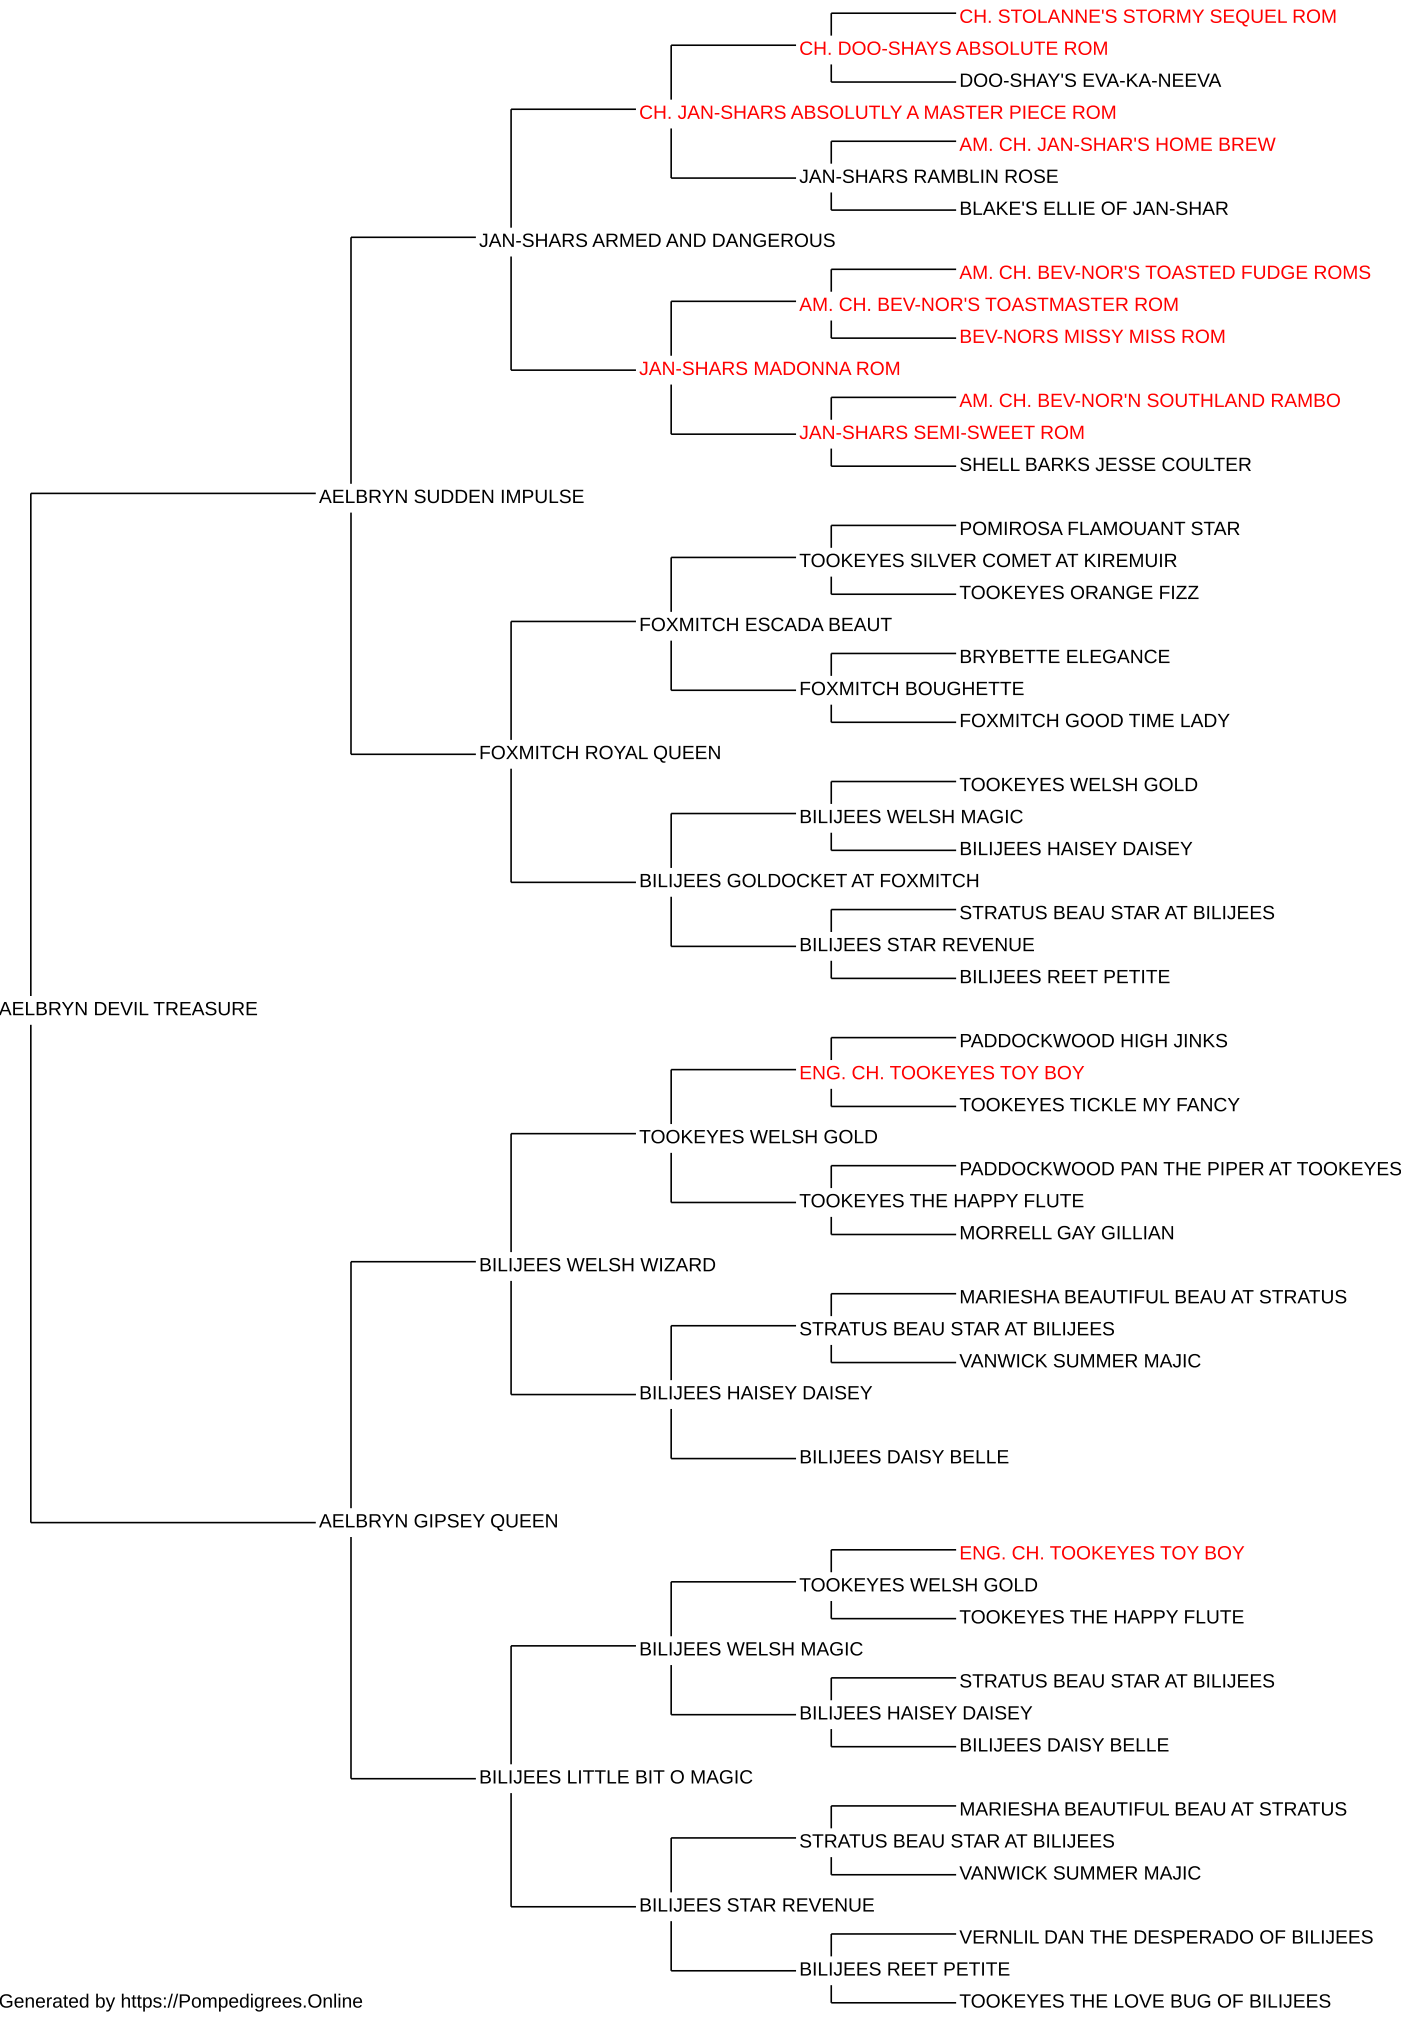 CH. STOLANNE'S STORMY SEQUEL ROM
CH. DOO-SHAYS ABSOLUTE ROM
DOO-SHAY'S EVA-KA-NEEVA
CH. JAN-SHARS ABSOLUTLY A MASTER PIECE ROM
AM. CH. JAN-SHAR'S HOME BREW
JAN-SHARS RAMBLIN ROSE
BLAKE'S ELLIE OF JAN-SHAR
JAN-SHARS ARMED AND DANGEROUS
AM. CH. BEV-NOR'S TOASTED FUDGE ROMS
AM. CH. BEV-NOR'S TOASTMASTER ROM
BEV-NORS MISSY MISS ROM
JAN-SHARS MADONNA ROM
AM. CH. BEV-NOR'N SOUTHLAND RAMBO
JAN-SHARS SEMI-SWEET ROM
SHELL BARKS JESSE COULTER
AELBRYN SUDDEN IMPULSE
POMIROSA FLAMOUANT STAR
TOOKEYES SILVER COMET AT KIREMUIR
TOOKEYES ORANGE FIZZ
FOXMITCH ESCADA BEAUT
BRYBETTE ELEGANCE
FOXMITCH BOUGHETTE
FOXMITCH GOOD TIME LADY
FOXMITCH ROYAL QUEEN
TOOKEYES WELSH GOLD
BILIJEES WELSH MAGIC
BILIJEES HAISEY DAISEY
BILIJEES GOLDOCKET AT FOXMITCH
STRATUS BEAU STAR AT BILIJEES
BILIJEES STAR REVENUE
BILIJEES REET PETITE
AELBRYN DEVIL TREASURE
PADDOCKWOOD HIGH JINKS
ENG. CH. TOOKEYES TOY BOY
TOOKEYES TICKLE MY FANCY
TOOKEYES WELSH GOLD
PADDOCKWOOD PAN THE PIPER AT TOOKEYES
TOOKEYES THE HAPPY FLUTE
MORRELL GAY GILLIAN
BILIJEES WELSH WIZARD
MARIESHA BEAUTIFUL BEAU AT STRATUS
STRATUS BEAU STAR AT BILIJEES
VANWICK SUMMER MAJIC
BILIJEES HAISEY DAISEY
BILIJEES DAISY BELLE
AELBRYN GIPSEY QUEEN
ENG. CH. TOOKEYES TOY BOY
TOOKEYES WELSH GOLD
TOOKEYES THE HAPPY FLUTE
BILIJEES WELSH MAGIC
STRATUS BEAU STAR AT BILIJEES
BILIJEES HAISEY DAISEY
BILIJEES DAISY BELLE
BILIJEES LITTLE BIT O MAGIC
MARIESHA BEAUTIFUL BEAU AT STRATUS
STRATUS BEAU STAR AT BILIJEES
VANWICK SUMMER MAJIC
BILIJEES STAR REVENUE
VERNLIL DAN THE DESPERADO OF BILIJEES
BILIJEES REET PETITE
TOOKEYES THE LOVE BUG OF BILIJEES
Generated by https://Pompedigrees.Online